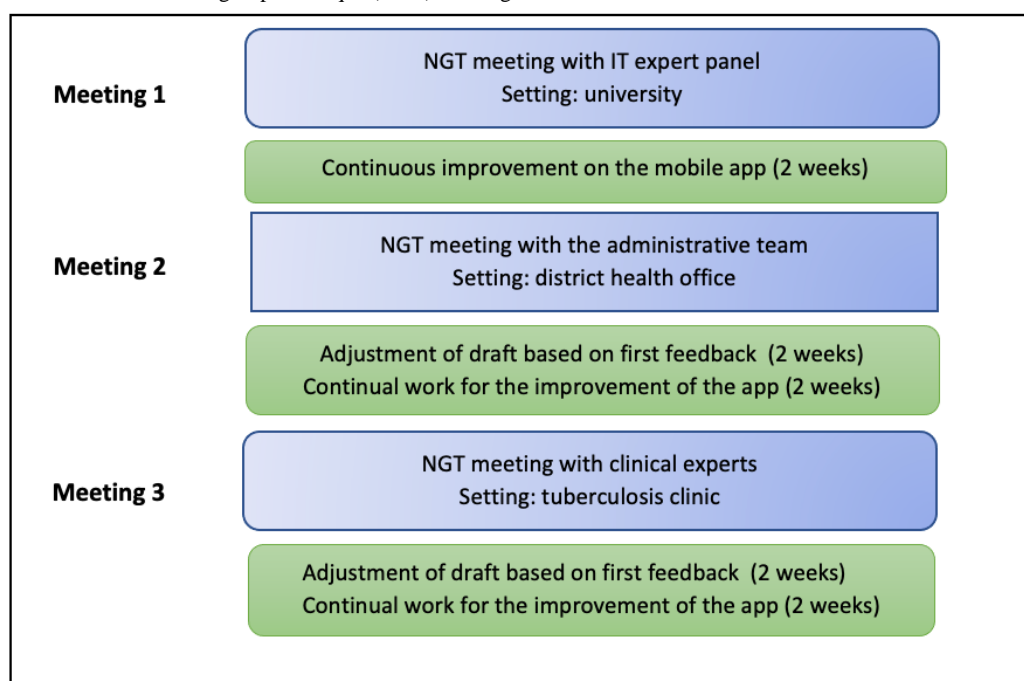 Meeting 1
NGT meeting with IT expert panel
Setting: university
Continuous improvement on the mobile app (2 weeks)
Meeting 2
NGT meeting with the administrative team
Setting: district health office
Adjustment of draft based on first feedback (2 weeks)
Continual work for the improvement of the app (2 weeks)
Meeting 3
NGT meeting with clinical experts
Setting: tuberculosis clinic
Adjustment of draft based on first feedback (2 weeks)
Continual work for the improvement of the app (2 weeks)